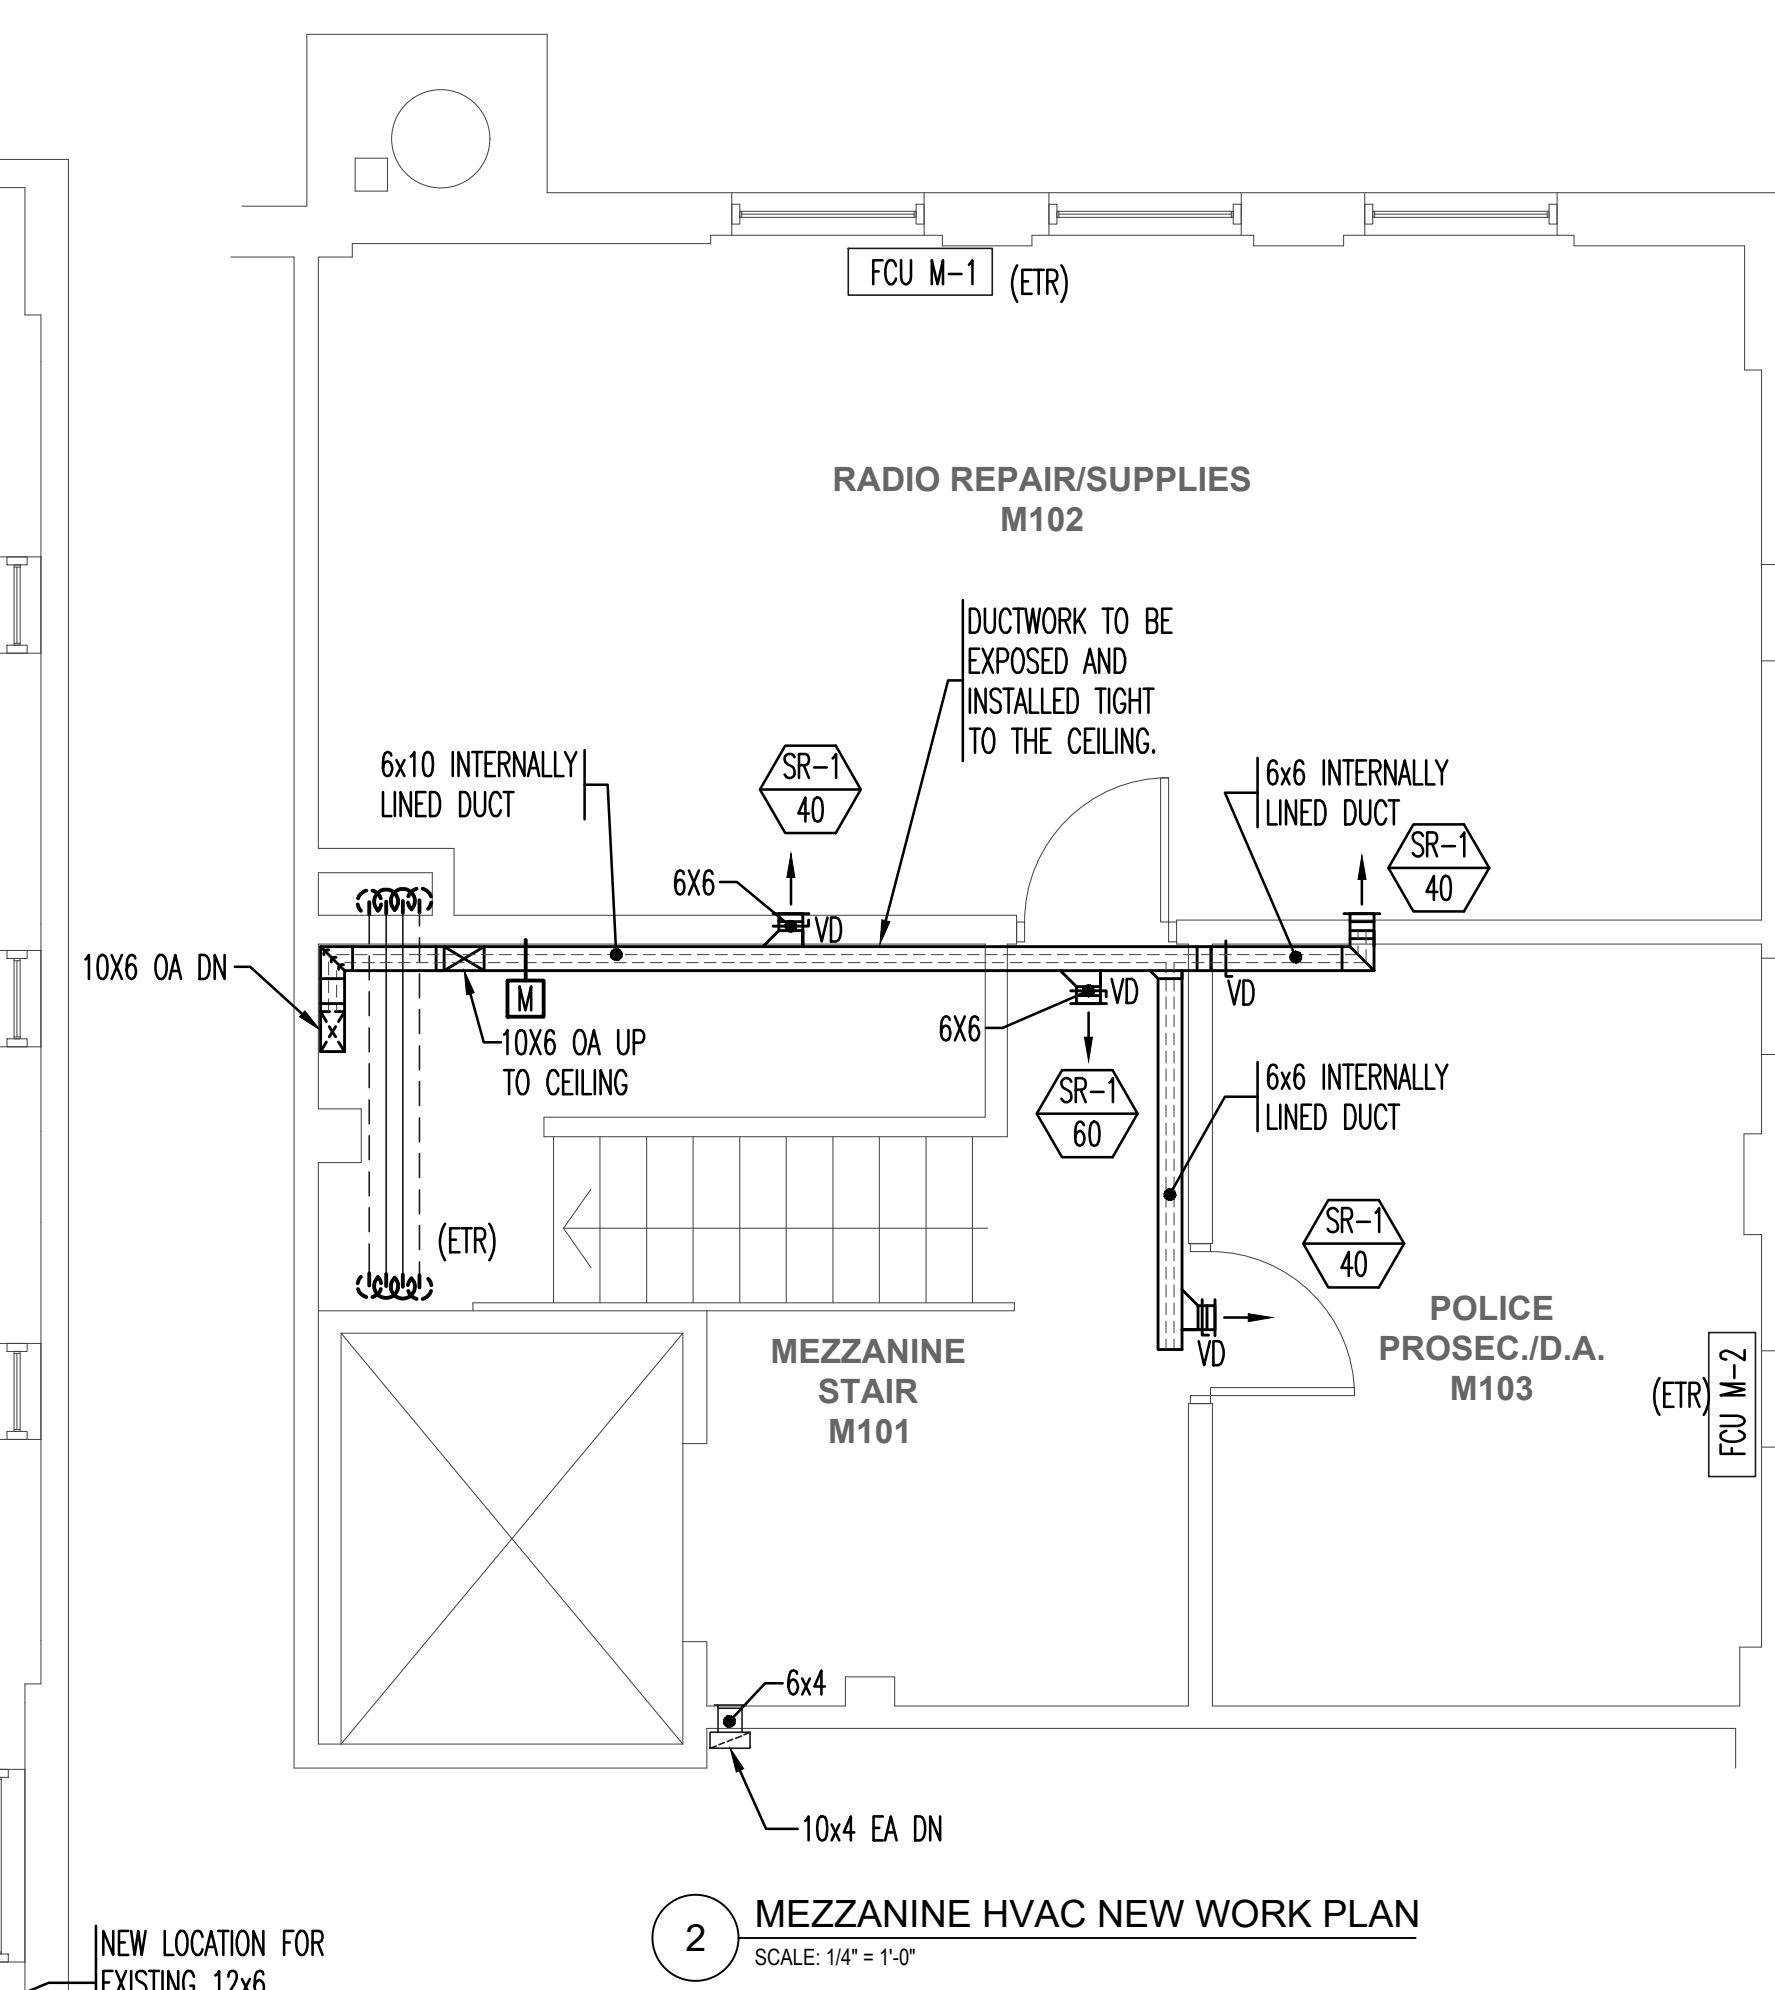 FCU M-1
(ETR)
RADIO REPAIR/SUPPLIES
M102
DUCTWORK TO BE
EXPOSED AND
INSTALLED TIGHT
TO THE CEILING.
6x10 INTERNALLY
LINED DUCT
SR-1
40
6x6 INTERNALLY
LINED DUCT
SR-1
40
6X6
VD
10X6 OA DN
M
10X6 OA UP
TO CEILING
6X6
VD
VD
SR-1
60
6x6 INTERNALLY
LINED DUCT
(ETR)
SR-1
40
VD
MEZZANINE
STAIR
M101
POLICE
PROSEC./D.A.
M103
(ETR)
FCU M-2
6x4
10x4 EA DN
2
MEZZANINE HVAC NEW WORK PLAN
SCALE: 1/4" = 1'-0"
NEW LOCATION FOR
EXISTING 12x6